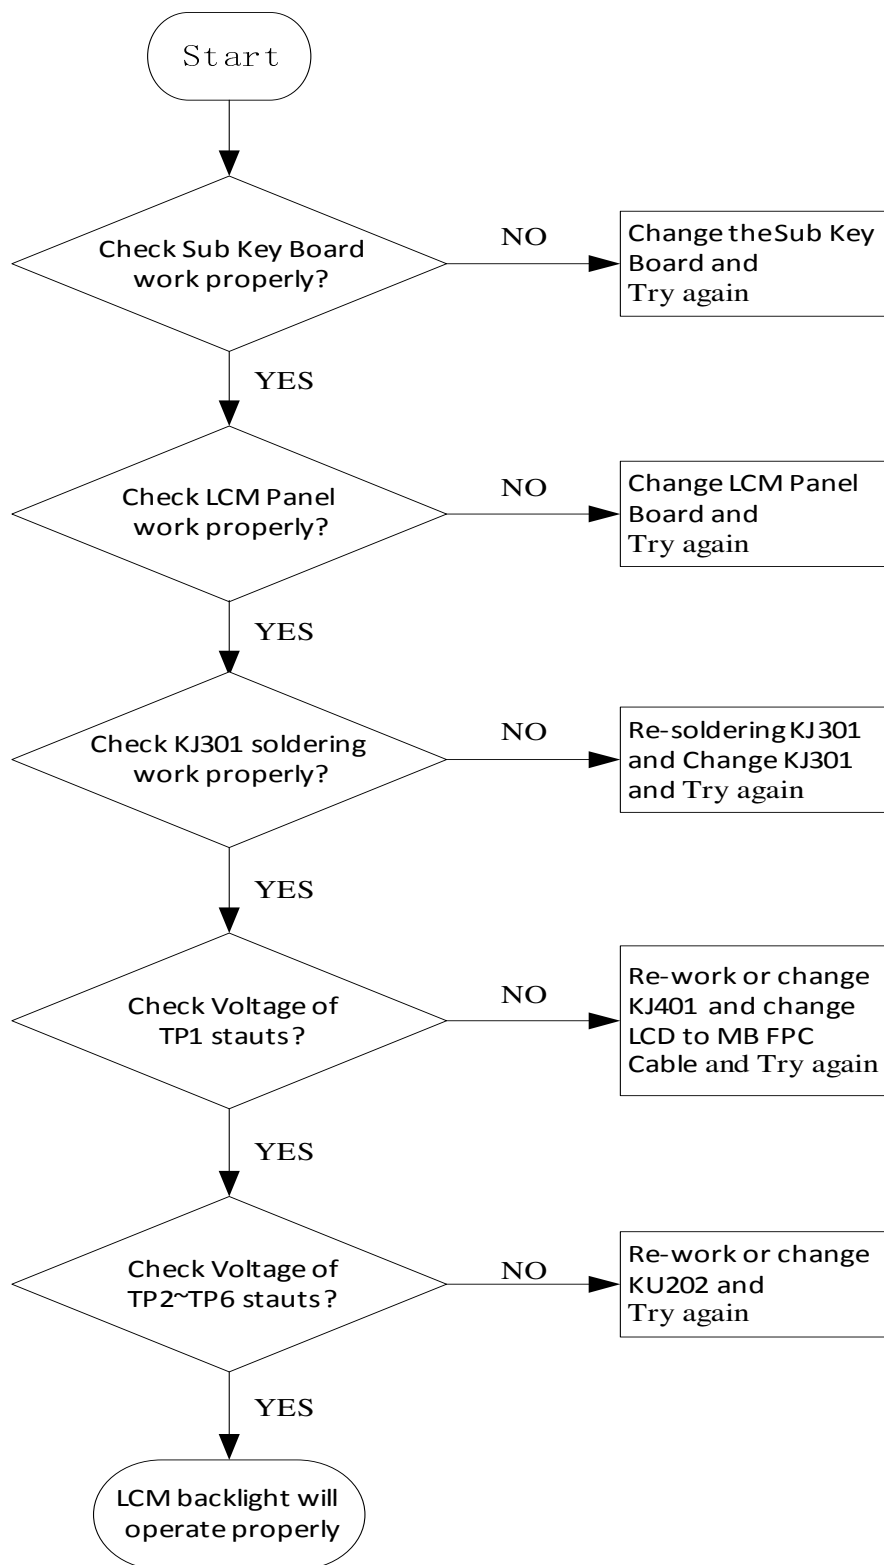 Start
Check Sub Key Board
work properly?
NO
Change the Sub Key
Board and
Try again
YES
Check LCM Panel
work properly?
NO
Change LCM Panel
Board and
Try again
YES
Check KJ301 soldering
work properly?
NO
Re-soldering KJ301
and Change KJ301
and Try again
YES
Check Voltage of
TP1 stauts?
NO
Re-work or change
KJ401 and change
LCD to MB FPC
Cable and Try again
YES
Check Voltage of
TP2~TP6 stauts?
NO
Re-work or change
KU202 and
Try again
YES
LCM backlight will
operate properly